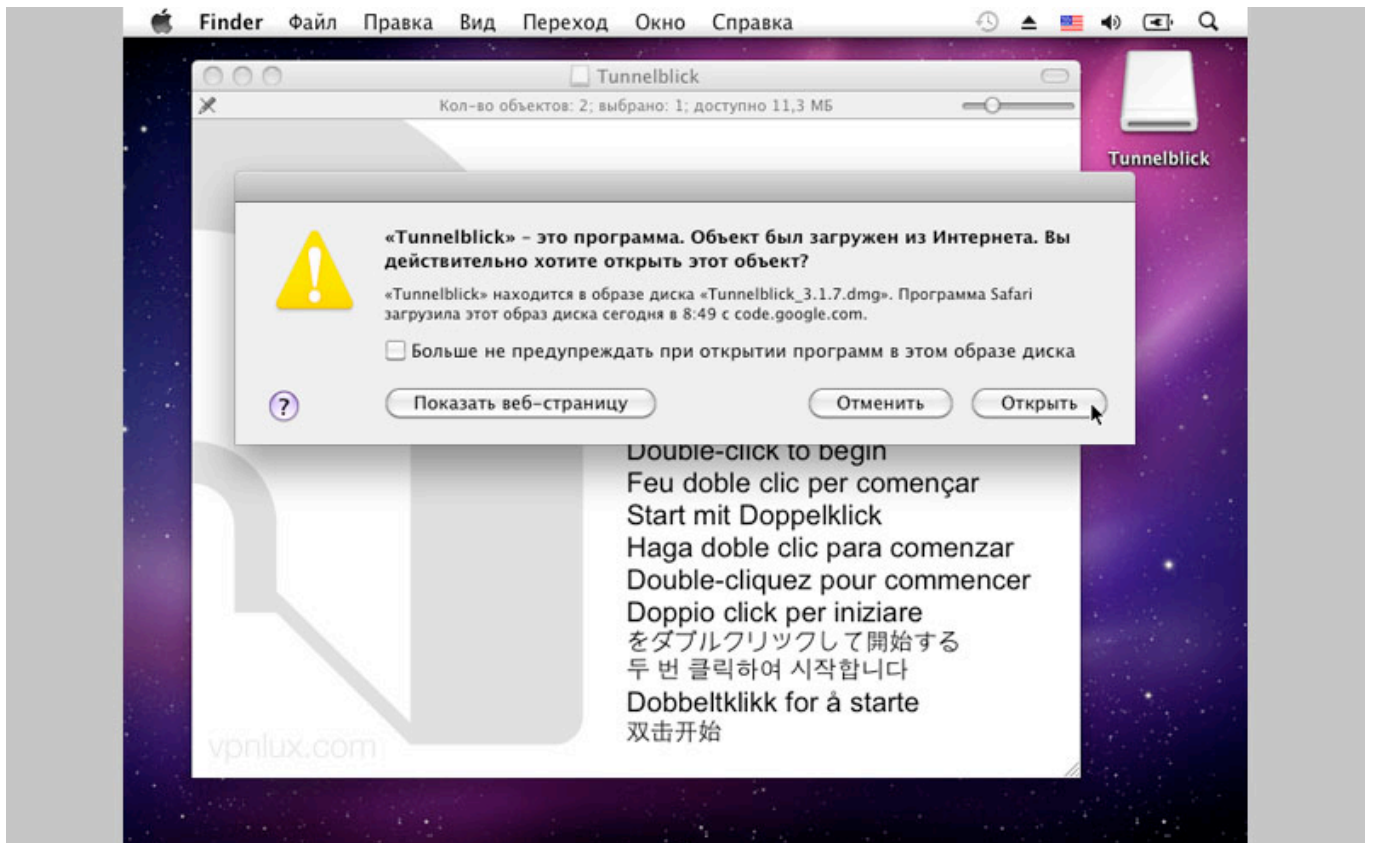 Finder Файл Правка Вид Переход Окно Справка
Tunnelblick
Кол-во объектов: 2; выбрано: 1; доступно 11,3 МБ
Tunnelblick
«Tunnelblick» – это программа. Объект был загружен из Интернета. Вы
действительно хотите открыть этот объект?
«Tunnelblick» находится в образе диска «Tunnelblick_3.1.7.dmg». Программа Safari
загрузила этот образ диска сегодня в 8:49 с code.google.com.
Больше не предупреждать при открытии программ в этом образе диска
? Показать веб-страницу Отменить Открыть
Double-click to begin
Feu doble clic per començar
Start mit Doppelklick
Haga doble clic para comenzar
Double-cliquez pour commencer
Doppio click per iniziare
をダブルクリックして開始する
두 번 클릭하여 시작합니다
Dobbeltklikk for å starte
双击开始
vpnlux.com